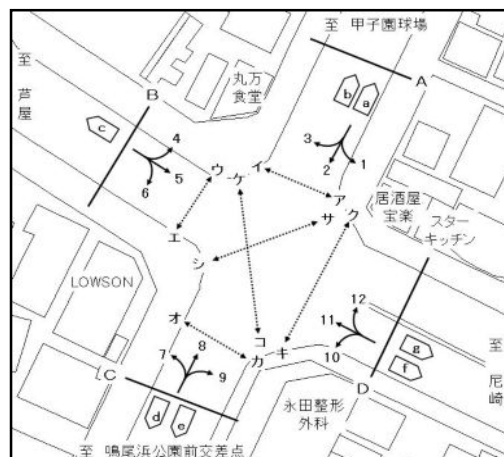 至 甲子園球場
至
芦
屋
丸万
食堂
A
B
b
a
c
4
5
6
3
2
1
ウ
ケ
イ
ア
ク
サ
居酒屋
宝楽
スター
キッチン
エ
シ
LOWSON
オ
コ
カ
キ
12
11
10
7
8
9
g
f
至
尼
崎
C
D
d
e
永田整形
外科
至 鳴尾浜公園前交差点